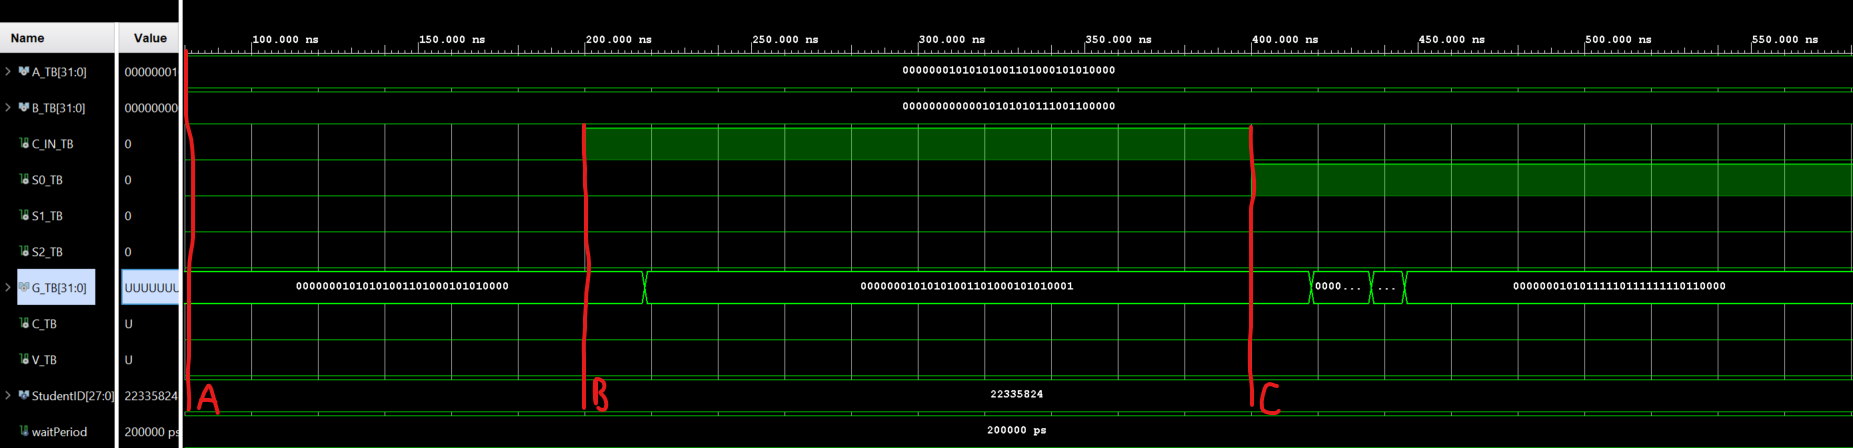 Name Value
100.000 ns 150.000 ns 200.000 ns 250.000 ns 300.000 ns 350.000 ns 400.000 ns 450.000 ns 500.000 ns 550.000 ns
A_TB[31:0] 00000001 00000001010101001101000101010000
B_TB[31:0] 00000000 00000000000010101010111001100000
C_IN_TB 0
S0_TB 0
S1_TB 0
S2_TB 0
G_TB[31:0] UUUUUUU 00000001010101001101000101010000 00000001010101001101000101010001 0000... ... 00000001010111110111111110110000
C_TB U
V_TB U
StudentID[27:0] 22335824 22335824
A B C
waitPeriod 200000 ps 200000 ps